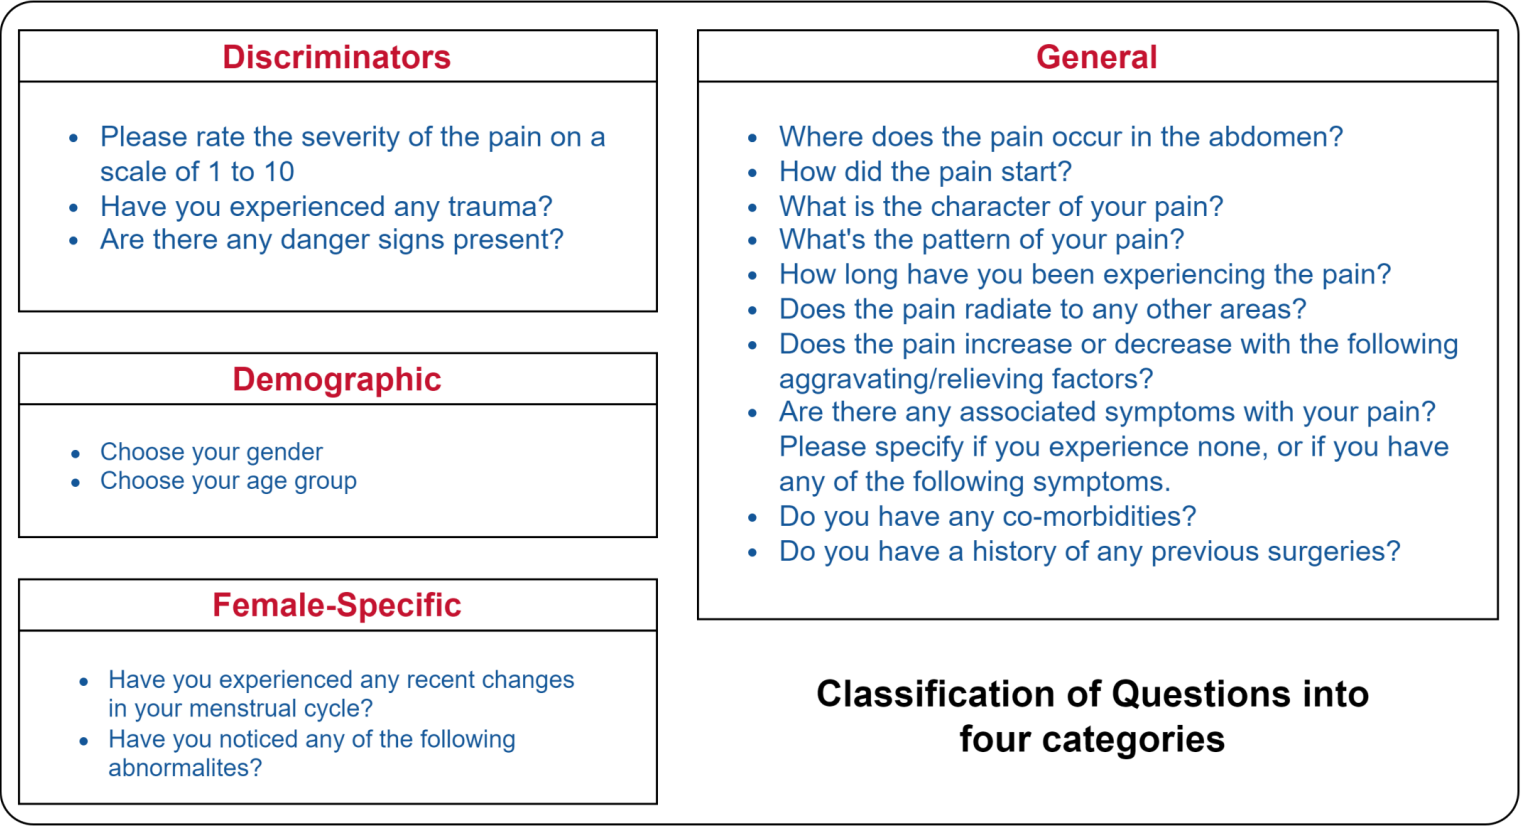 Discriminators
• Please rate the severity of the pain on a
scale of 1 to 10
• Have you experienced any trauma?
• Are there any danger signs present?
Demographic
• Choose your gender
• Choose your age group
Female-Specific
• Have you experienced any recent changes
in your menstrual cycle?
• Have you noticed any of the following
abnormalites?
General
• Where does the pain occur in the abdomen?
• How did the pain start?
• What is the character of your pain?
• What's the pattern of your pain?
• How long have you been experiencing the pain?
• Does the pain radiate to any other areas?
• Does the pain increase or decrease with the following
aggravating/relieving factors?
• Are there any associated symptoms with your pain?
Please specify if you experience none, or if you have
any of the following symptoms.
• Do you have any co-morbidities?
• Do you have a history of any previous surgeries?
Classification of Questions into
four categories